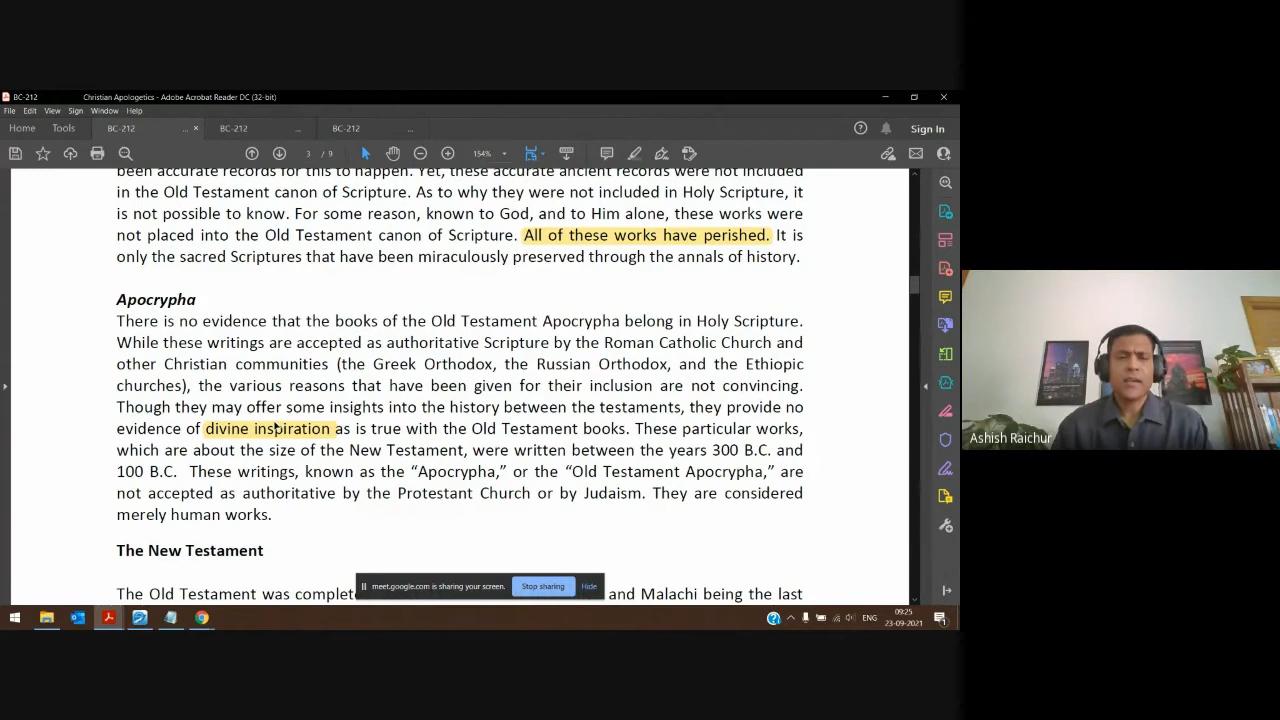 BC-212
Christian Apologetics - Adobe Acrobat Reader DC (32-bit)
File Edit View Sign Window Help
Home Tools BC-212 ... × BC-212 ... BC-212 ...
Sign In
3 / 9
154%
been accurate records for this to happen. Yet, these accurate ancient records were not included
in the Old Testament canon of Scripture. As to why they were not included in Holy Scripture, it
is not possible to know. For some reason, known to God, and to Him alone, these works were
not placed into the Old Testament canon of Scripture. All of these works have perished. It is
only the sacred Scriptures that have been miraculously preserved through the annals of history.
Apocrypha
There is no evidence that the books of the Old Testament Apocrypha belong in Holy Scripture.
While these writings are accepted as authoritative Scripture by the Roman Catholic Church and
other Christian communities (the Greek Orthodox, the Russian Orthodox, and the Ethiopic
churches), the various reasons that have been given for their inclusion are not convincing.
Though they may offer some insights into the history between the testaments, they provide no
evidence of divine inspiration as is true with the Old Testament books. These particular works,
which are about the size of the New Testament, were written between the years 300 B.C. and
100 B.C. These writings, known as the “Apocrypha,” or the “Old Testament Apocrypha,” are
not accepted as authoritative by the Protestant Church or by Judaism. They are considered
merely human works.
The New Testament
The Old Testament was complet and Malachi being the last
meet.google.com is sharing your screen. Stop sharing Hide
ENG
09:25
23-09-2021
Ashish Raichur